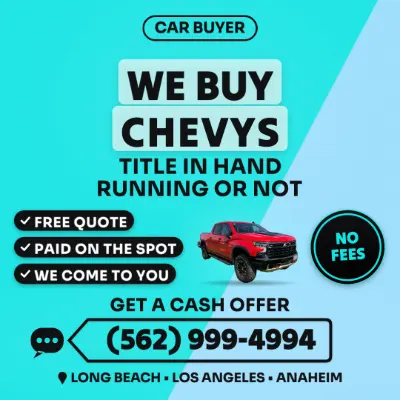 CAR BUYER
WE BUY
CHEVYS
TITLE IN HAND
RUNNING OR NOT
FREE QUOTE
PAID ON THE SPOT
WE COME TO YOU
NO
FEES
GET A CASH OFFER
(562) 999-4994
LONG BEACH • LOS ANGELES • ANAHEIM